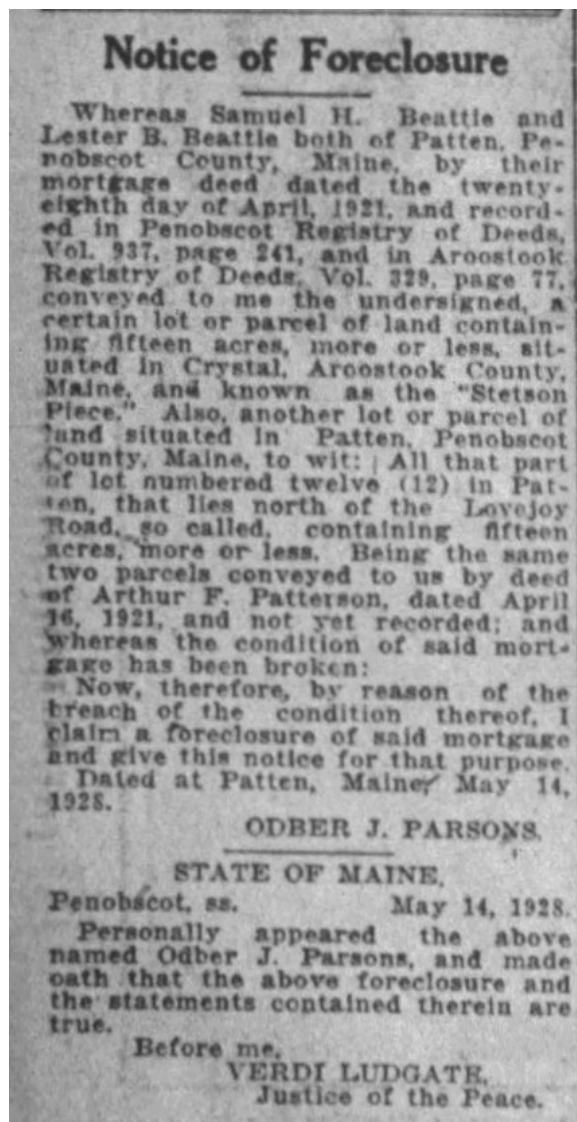 Notice of Foreclosure
Whereas Samuel H. Beattie and
Lester B. Beattie both of Patten, Pe-
nobscot County, Maine, by their
mortgage deed dated the twenty-
eighth day of April, 1921, and record-
ed in Penobscot Registry of Deeds,
Vol. 937, page 241, and in Aroostook
Registry of Deeds, Vol. 329, page 77,
conveyed to me the undersigned, a
certain lot or parcel of land contain-
ing fifteen acres, more or less, sit-
uated in Crystal, Aroostook County,
Maine, and known as the "Stetson
Piece." Also, another lot or parcel of
land situated in Patten, Penobscot
County, Maine, to wit: All that part
of lot numbered twelve (12) in Pat-
ten, that lies north of the Lovejoy
Road, so called, containing fifteen
acres, more or less. Being the same
two parcels conveyed to us by deed
of Arthur F. Patterson, dated April
16, 1921, and not yet recorded; and
whereas the condition of said mort-
gage has been broken:
Now, therefore, by reason of the
breach of the condition thereof, I
claim a foreclosure of said mortgage
and give this notice for that purpose.
Dated at Patten, Maine, May 14,
1928.
ODBER J. PARSONS.
STATE OF MAINE,
Penobscot, ss. May 14, 1928.
Personally appeared the above
named Odber J. Parsons, and made
oath that the above foreclosure and
the statements contained therein are
true.
Before me,
VERDI LUDGATE,
Justice of the Peace.